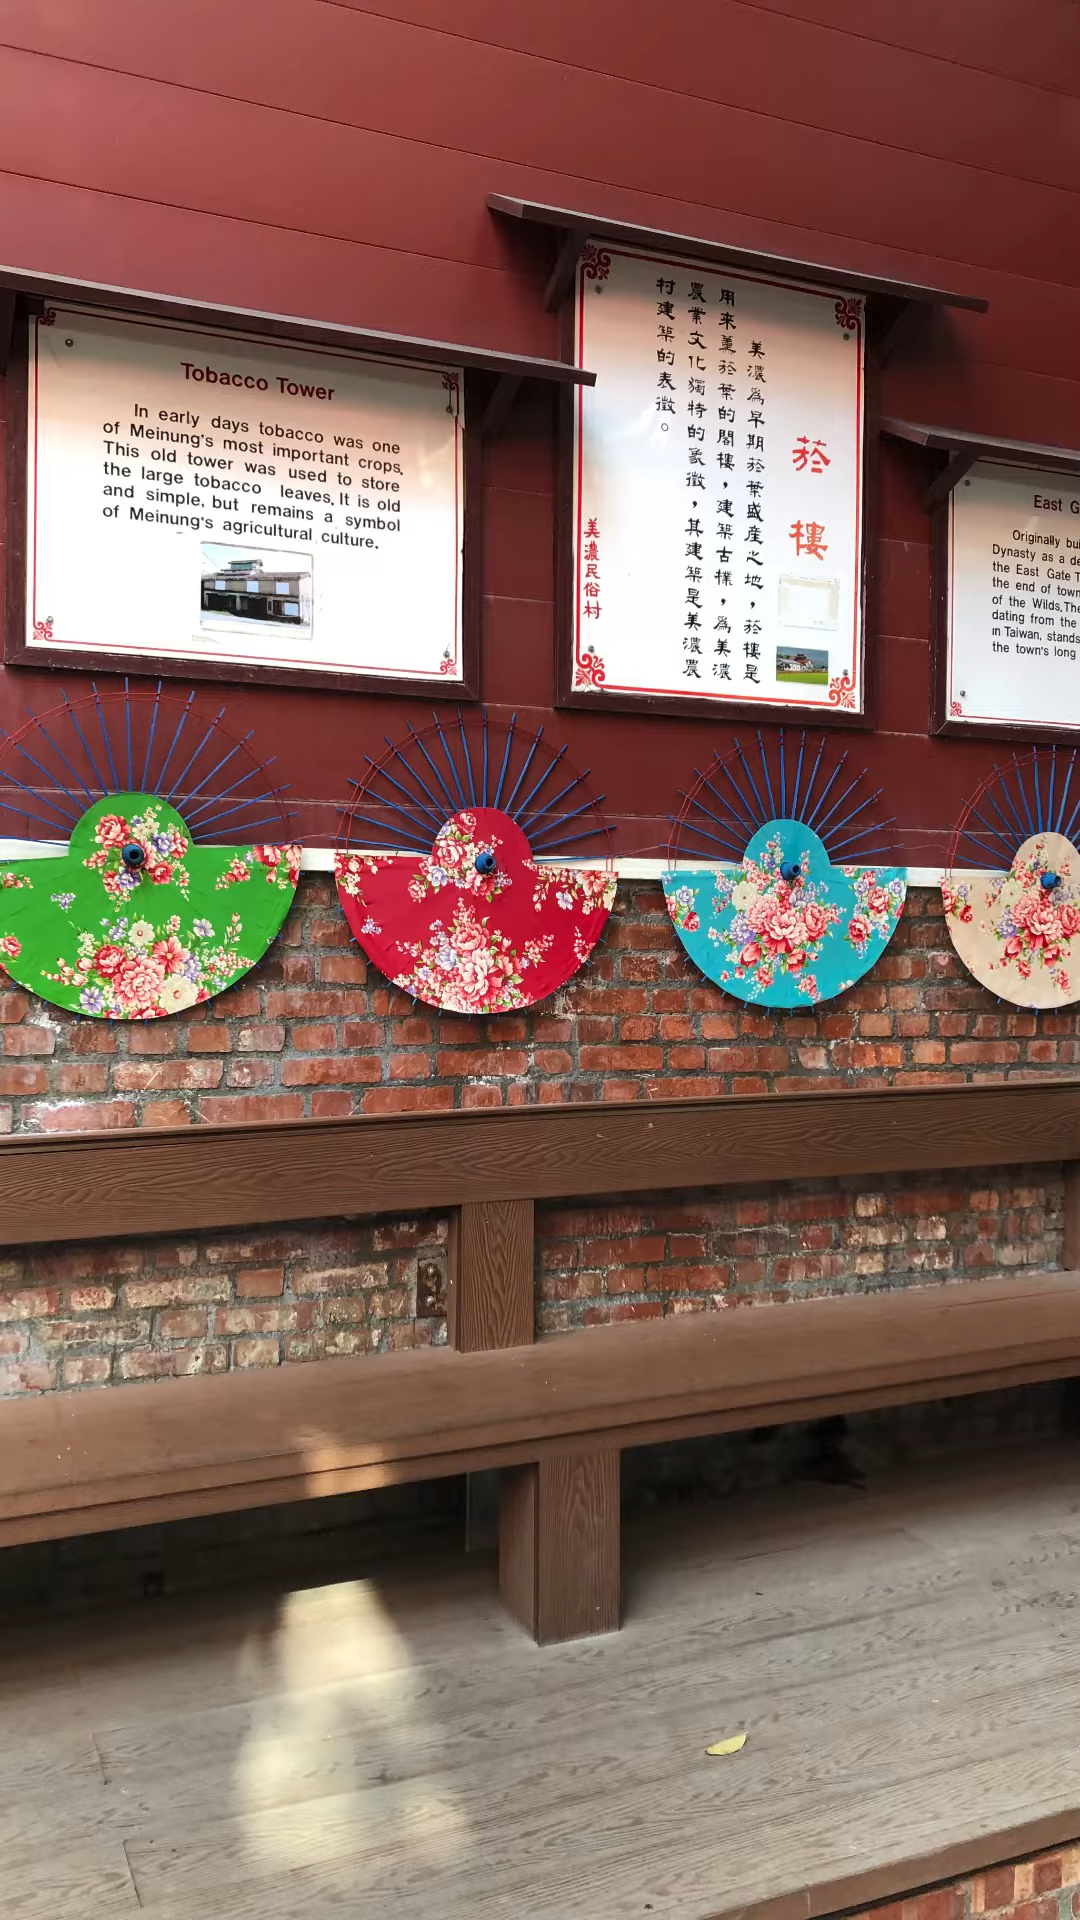 Tobacco Tower
In early days tobacco was one
of Meinung's most important crops.
This old tower was used to store
the large tobacco leaves. It is old
and simple, but remains a symbol
of Meinung's agricultural culture.
菸樓
美濃為早期菸葉盛產之地，菸樓是
用來薰菸葉的閣樓，建築古樸，為美濃
農業文化獨特的象徵，其建築是美濃農
村建築的表徵。
美濃民俗村
East G
Originally bui
Dynasty as a de
the East Gate T
the end of town
of the Wilds. The
dating from the
in Taiwan, stands
the town's long